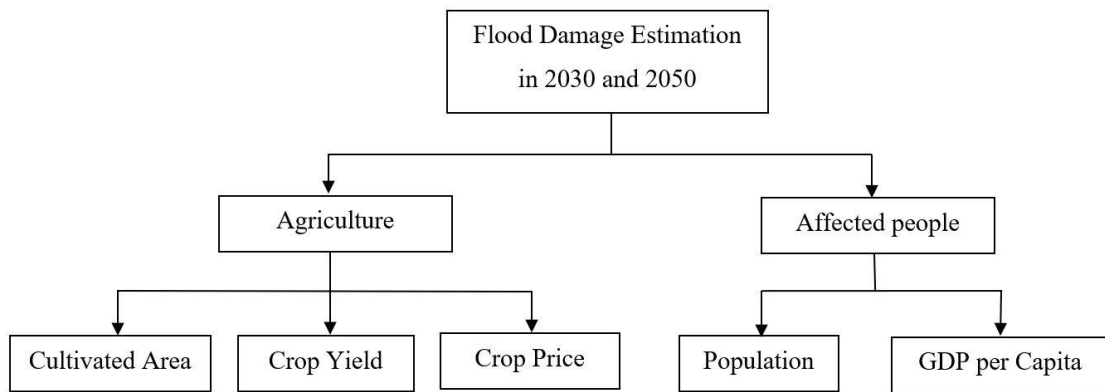 Flood Damage Estimation
in 2030 and 2050
Agriculture
Affected people
Cultivated Area
Crop Yield
Crop Price
Population
GDP per Capita